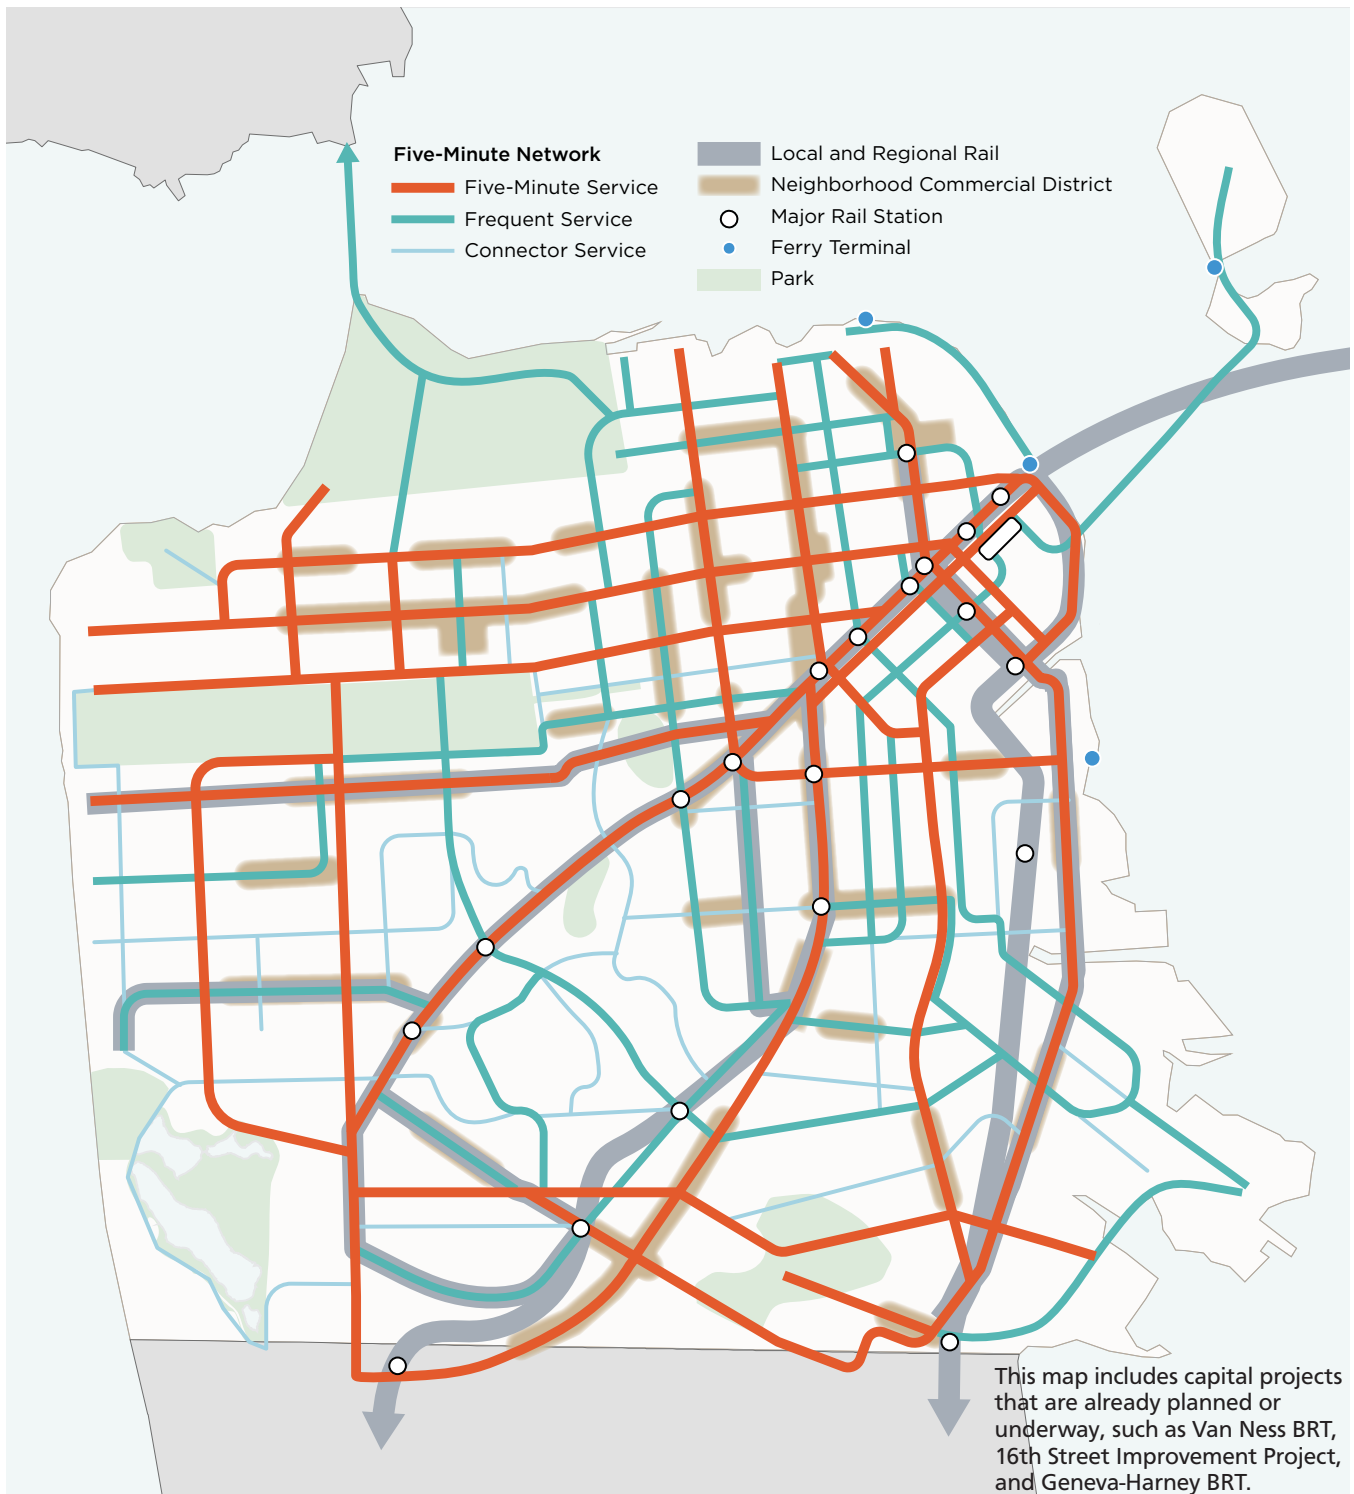 Five-Minute Network
Five-Minute Service
Frequent Service
Connector Service
Local and Regional Rail
Neighborhood Commercial District
Major Rail Station
Ferry Terminal
Park
This map includes capital projects
that are already planned or
underway, such as Van Ness BRT,
16th Street Improvement Project,
and Geneva-Harney BRT.